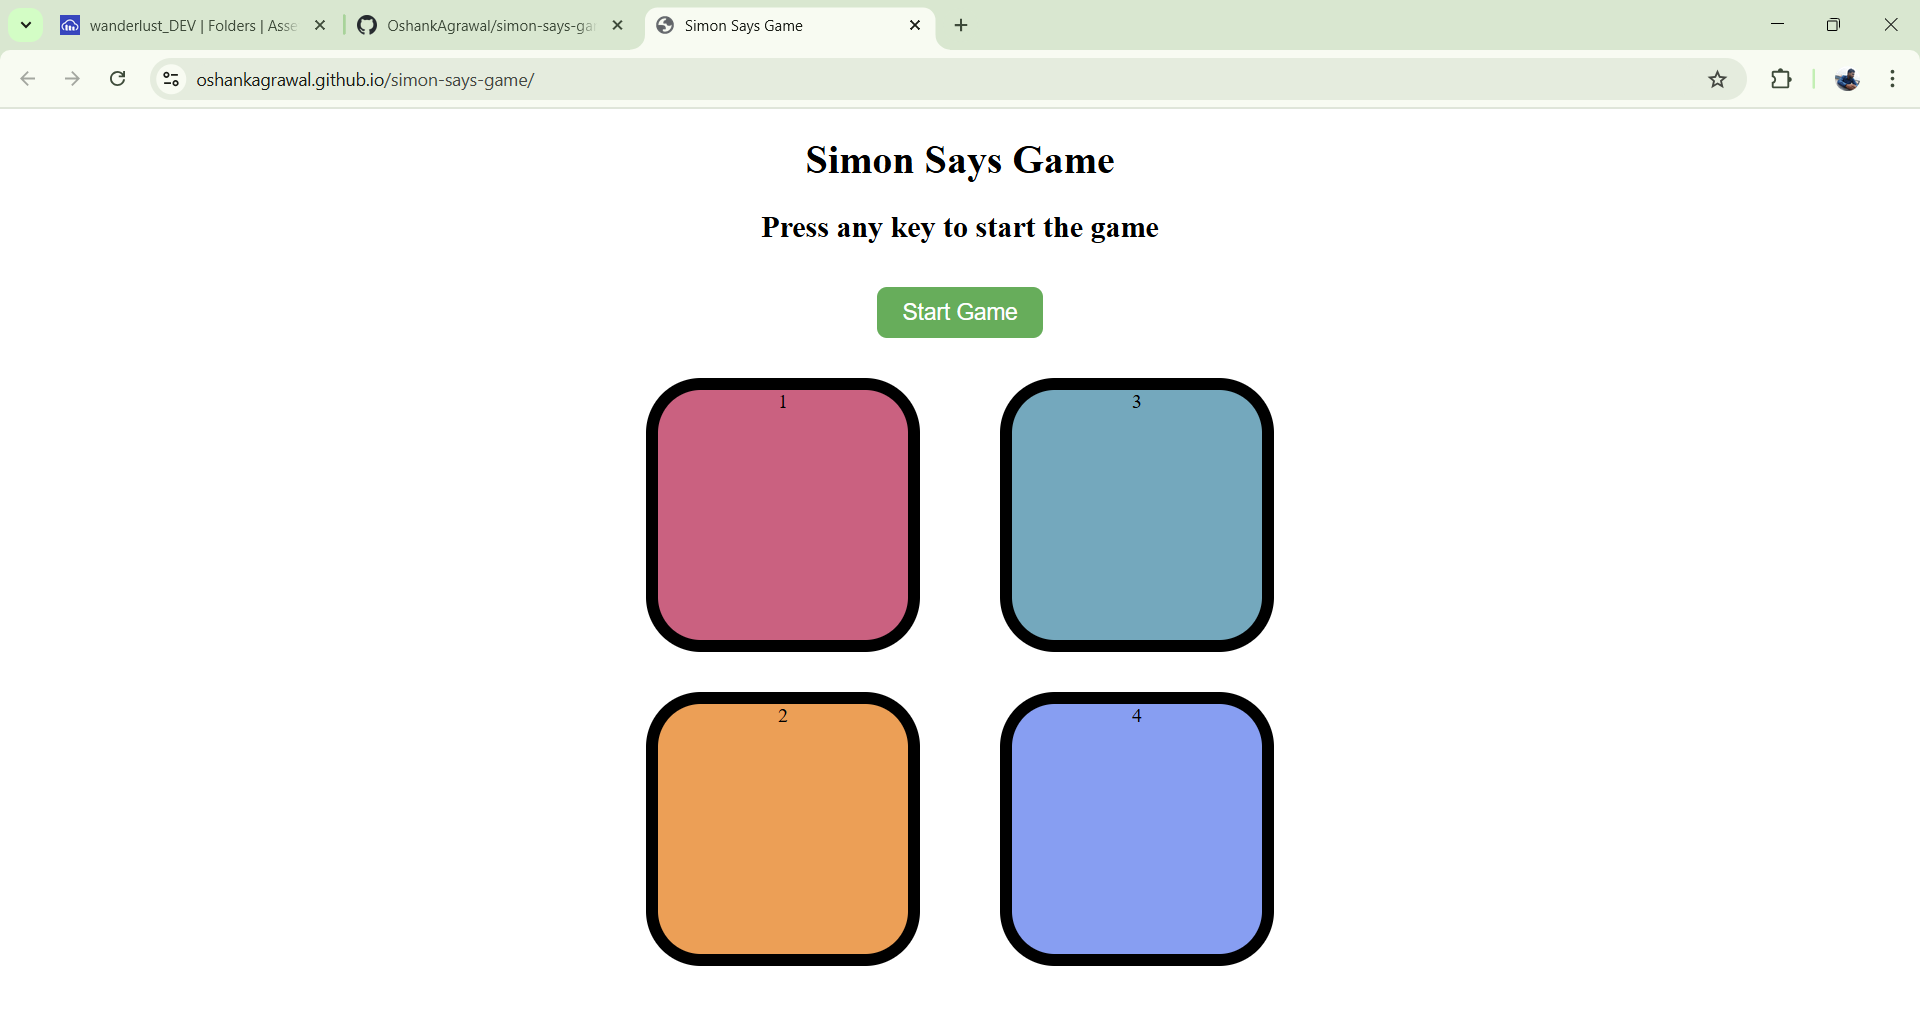 wanderlust_DEV | Folders | Asse
OshankAgrawal/simon-says-gar
Simon Says Game
oshankagrawal.github.io/simon-says-game/
Simon Says Game
Press any key to start the game
Start Game
1
3
2
4